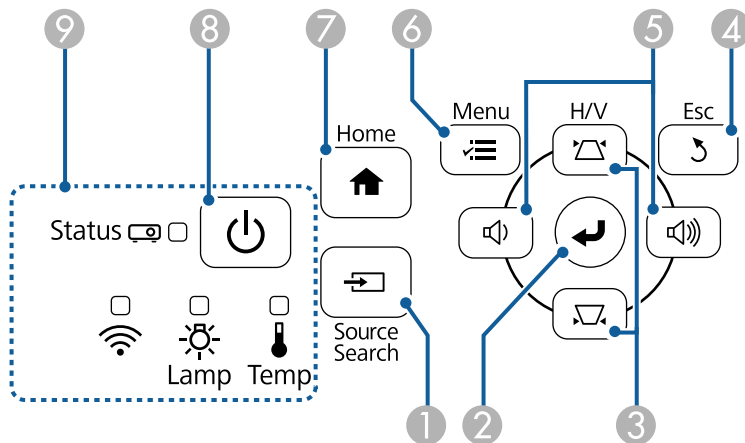 9 8 7 6 5 4
Menu H/V Esc
Home
Status
Source
Search
Lamp Temp
1 2 3